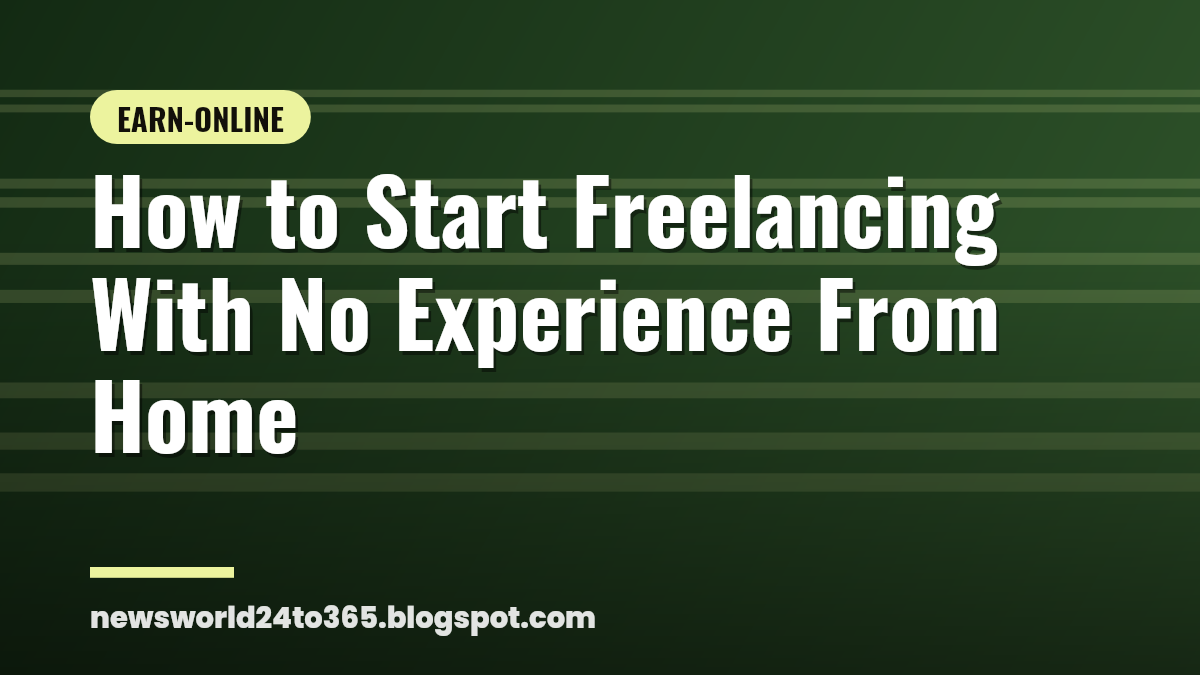 EARN-ONLINE
How to Start Freelancing
With No Experience From
Home
newsworld24to365.blogspot.com